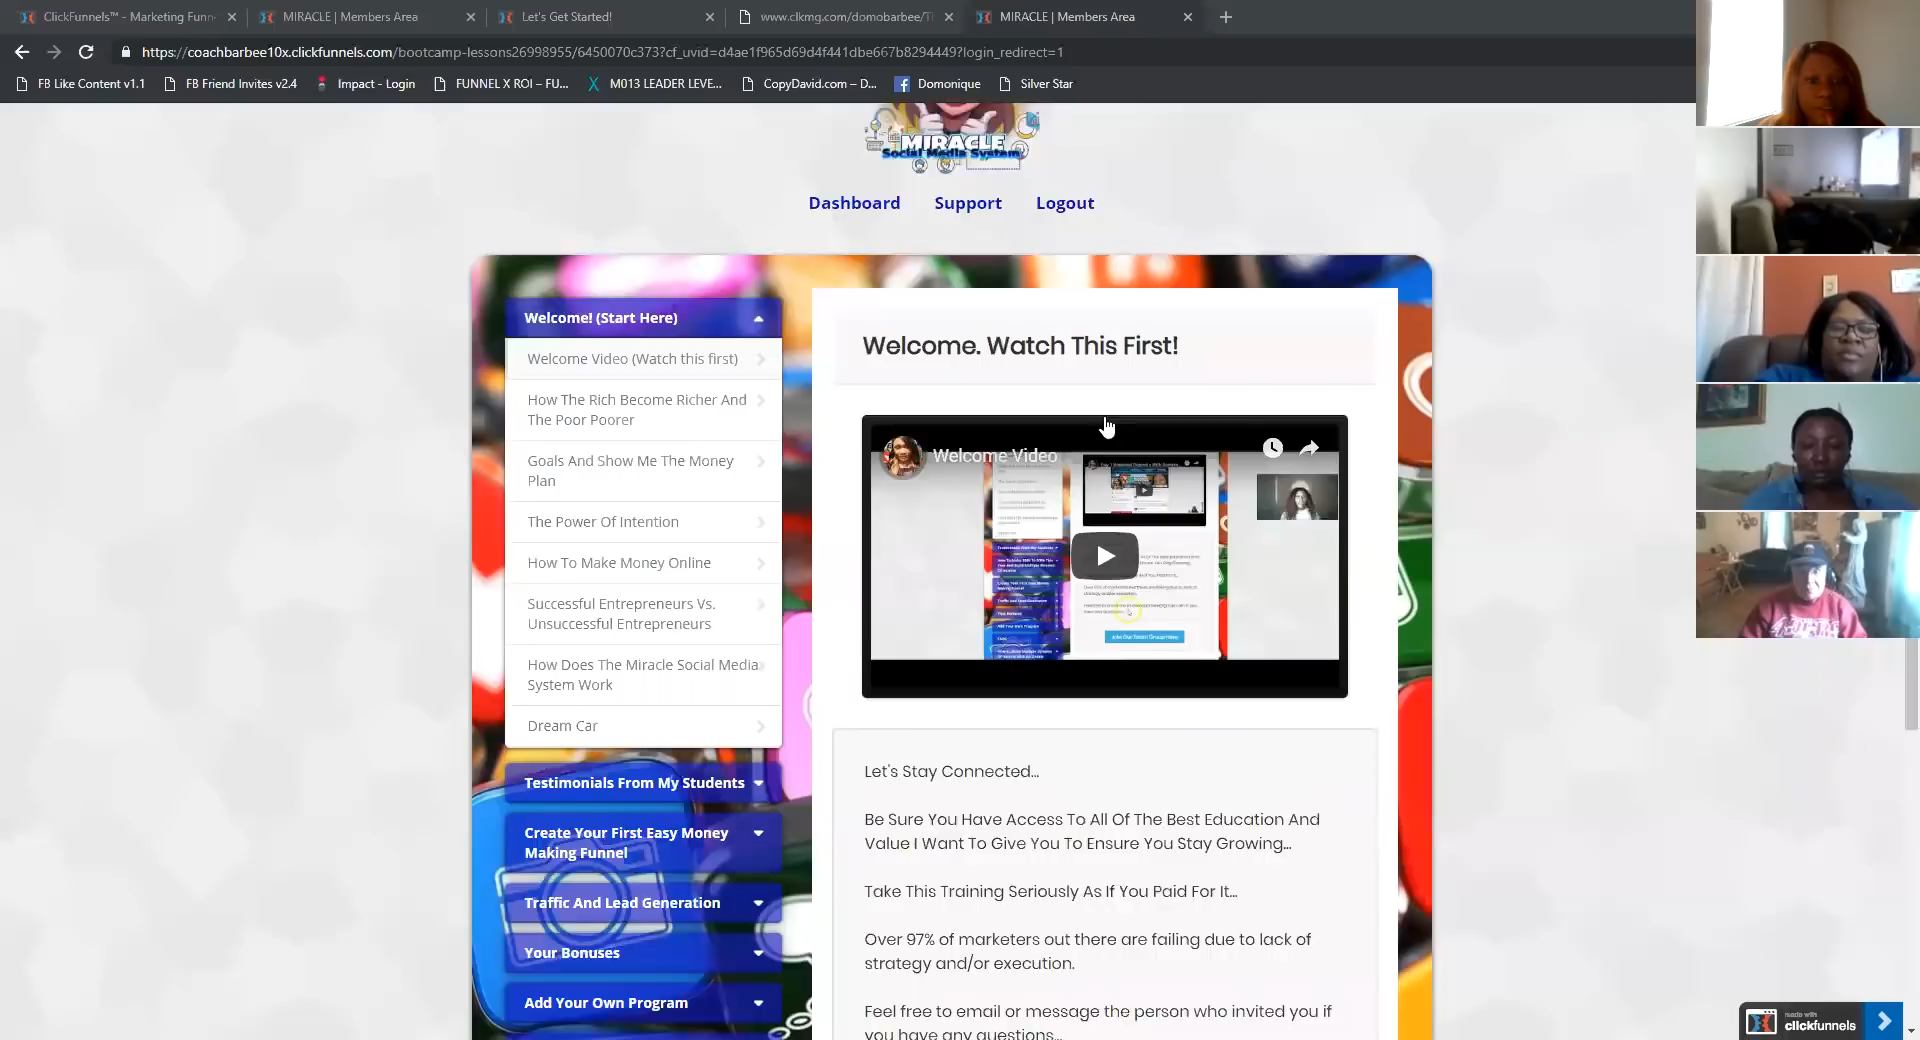 ClickFunnels™ - Marketing Funn
MIRACLE | Members Area
Let's Get Started!
www.clkmg.com/domobarbee/T
MIRACLE | Members Area
https://coachbarbee10x.clickfunnels.com/bootcamp-lessons26998955/6450070c373?cf_uvid=d4ae1f965d69d4f441dbe667b8294449?login_redirect=1
FB Like Content v1.1
FB Friend Invites v2.4
Impact - Login
FUNNEL X ROI – FU...
M013 LEADER LEVE...
CopyDavid.com – D...
Domonique
Silver Star
MIRACLE
Social Media System
Dashboard
Support
Logout
Welcome! (Start Here)
Welcome Video (Watch this first)
How The Rich Become Richer And
The Poor Poorer
Goals And Show Me The Money
Plan
The Power Of Intention
How To Make Money Online
Successful Entrepreneurs Vs.
Unsuccessful Entrepreneurs
How Does The Miracle Social Media
System Work
Dream Car
Testimonials From My Students
Create Your First Easy Money
Making Funnel
Traffic And Lead Generation
Your Bonuses
Add Your Own Program
Welcome. Watch This First!
Welcome Video
Let's Stay Connected...
Be Sure You Have Access To All Of The Best Education And
Value I Want To Give You To Ensure You Stay Growing...
Take This Training Seriously As If You Paid For It...
Over 97% of marketers out there are failing due to lack of
strategy and/or execution.
Feel free to email or message the person who invited you if
you have any questions...
made with
clickfunnels